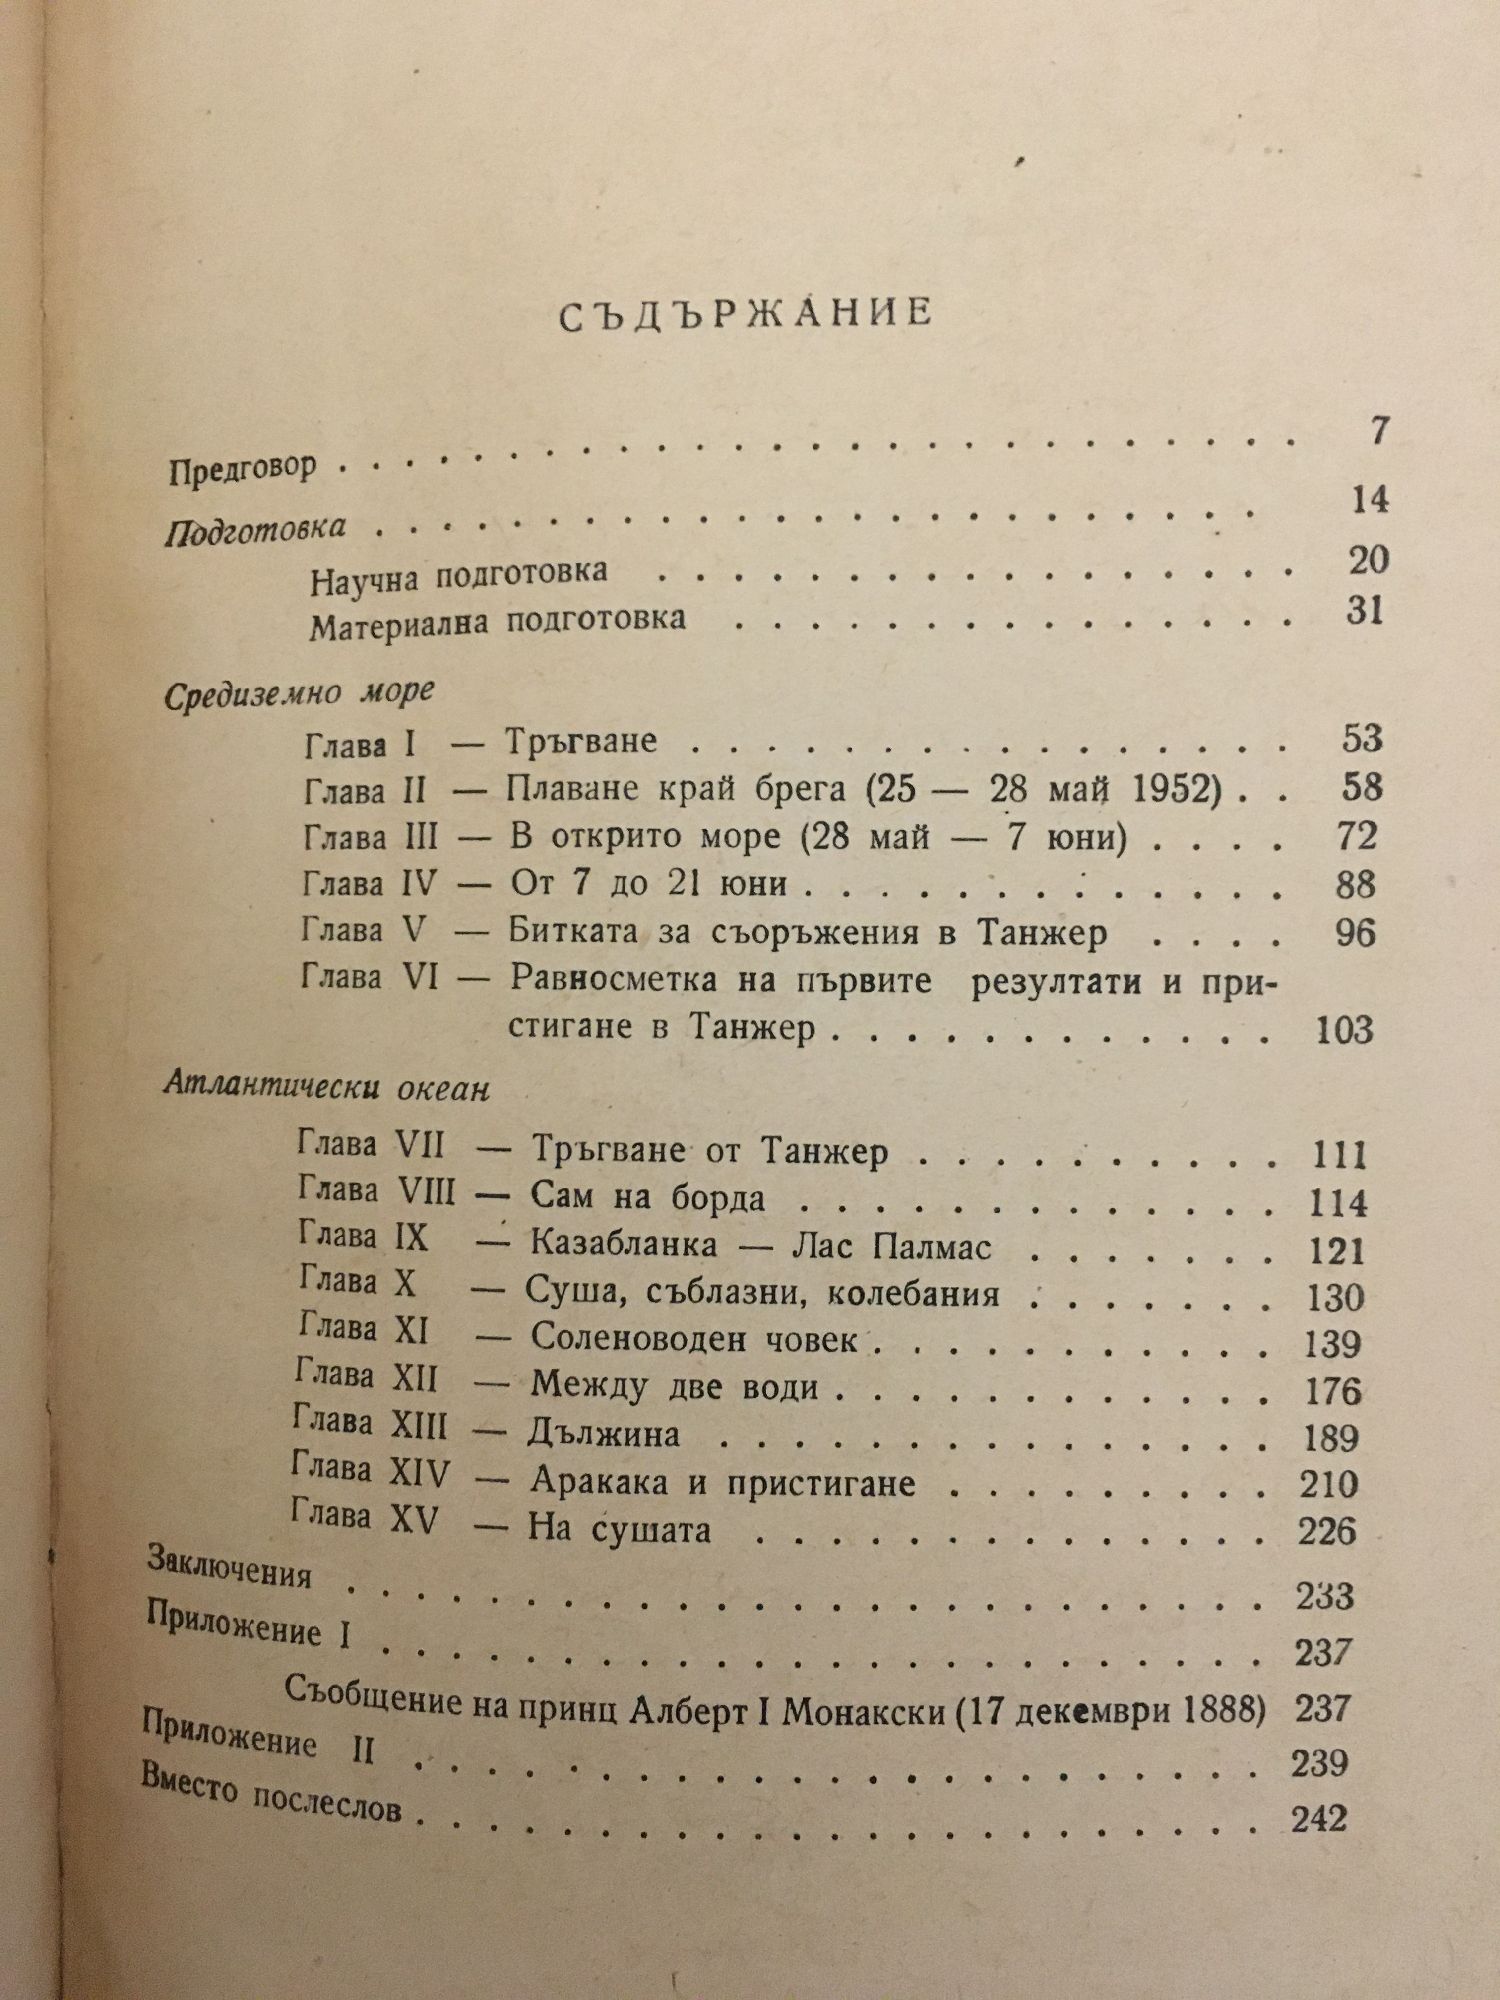 СЪДЪРЖАНИЕ
Предговор . . . . . . . . . . . . . . . . . . . . . . . . . . 7
Подготовка . . . . . . . . . . . . . . . . . . . . . . . . 14
Научна подготовка . . . . . . . . . . . . . . . . . 20
Материална подготовка . . . . . . . . . . . . . . . 31
Средиземно море
Глава I — Тръгване . . . . . . . . . . . . . . . . 53
Глава II — Плаване край брега (25 — 28 май 1952) . . 58
Глава III — В открито море (28 май — 7 юни) . . . . 72
Глава IV — От 7 до 21 юни . . . . . . . . . . . . . 88
Глава V — Битката за съоръжения в Танжер . . . . 96
Глава VI — Равносметка на първите резултати и при-
стигане в Танжер . . . . . . . . . . . . 103
Атлантически океан
Глава VII — Тръгване от Танжер . . . . . . . . . . 111
Глава VIII — Сам на борда . . . . . . . . . . . . . 114
Глава IX — Казабланка — Лас Палмас . . . . . . . 121
Глава X — Суша, съблазни, колебания . . . . . . . 130
Глава XI — Соленоводен човек . . . . . . . . . . . 139
Глава XII — Между две води . . . . . . . . . . . . 176
Глава XIII — Дължина . . . . . . . . . . . . . . . 189
Глава XIV — Аракака и пристигане . . . . . . . . . 210
Глава XV — На сушата . . . . . . . . . . . . . . 226
Заключения . . . . . . . . . . . . . . . . . . . . . . . . . 233
Приложение I . . . . . . . . . . . . . . . . . . . . . . . . 237
Съобщение на принц Алберт I Монакски (17 декември 1888) 237
Приложение II . . . . . . . . . . . . . . . . . . . . . . . 239
Вместо послеслов . . . . . . . . . . . . . . . . . . . . . . . 242